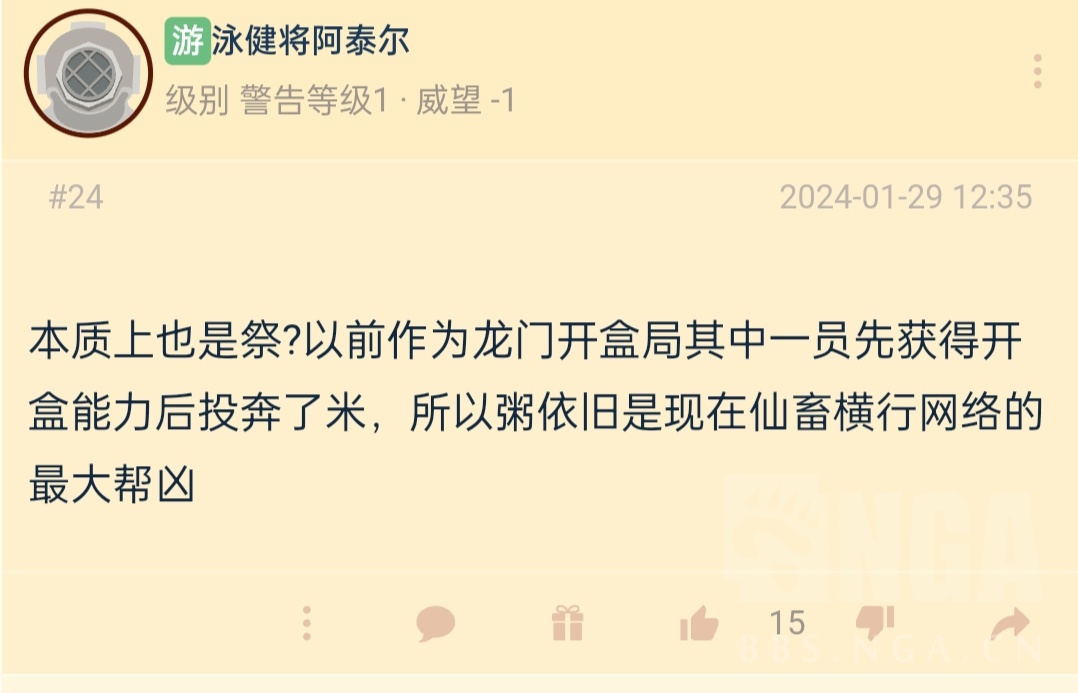 游泳健将阿泰尔
级别 警告等级1 · 威望 -1
#24 2024-01-29 12:35
本质上也是祭?以前作为龙门开盒局其中一员先获得开
盒能力后投奔了米，所以粥依旧是现在仙畜横行网络的
最大帮凶
15
NGA
BBS.NGA.CN